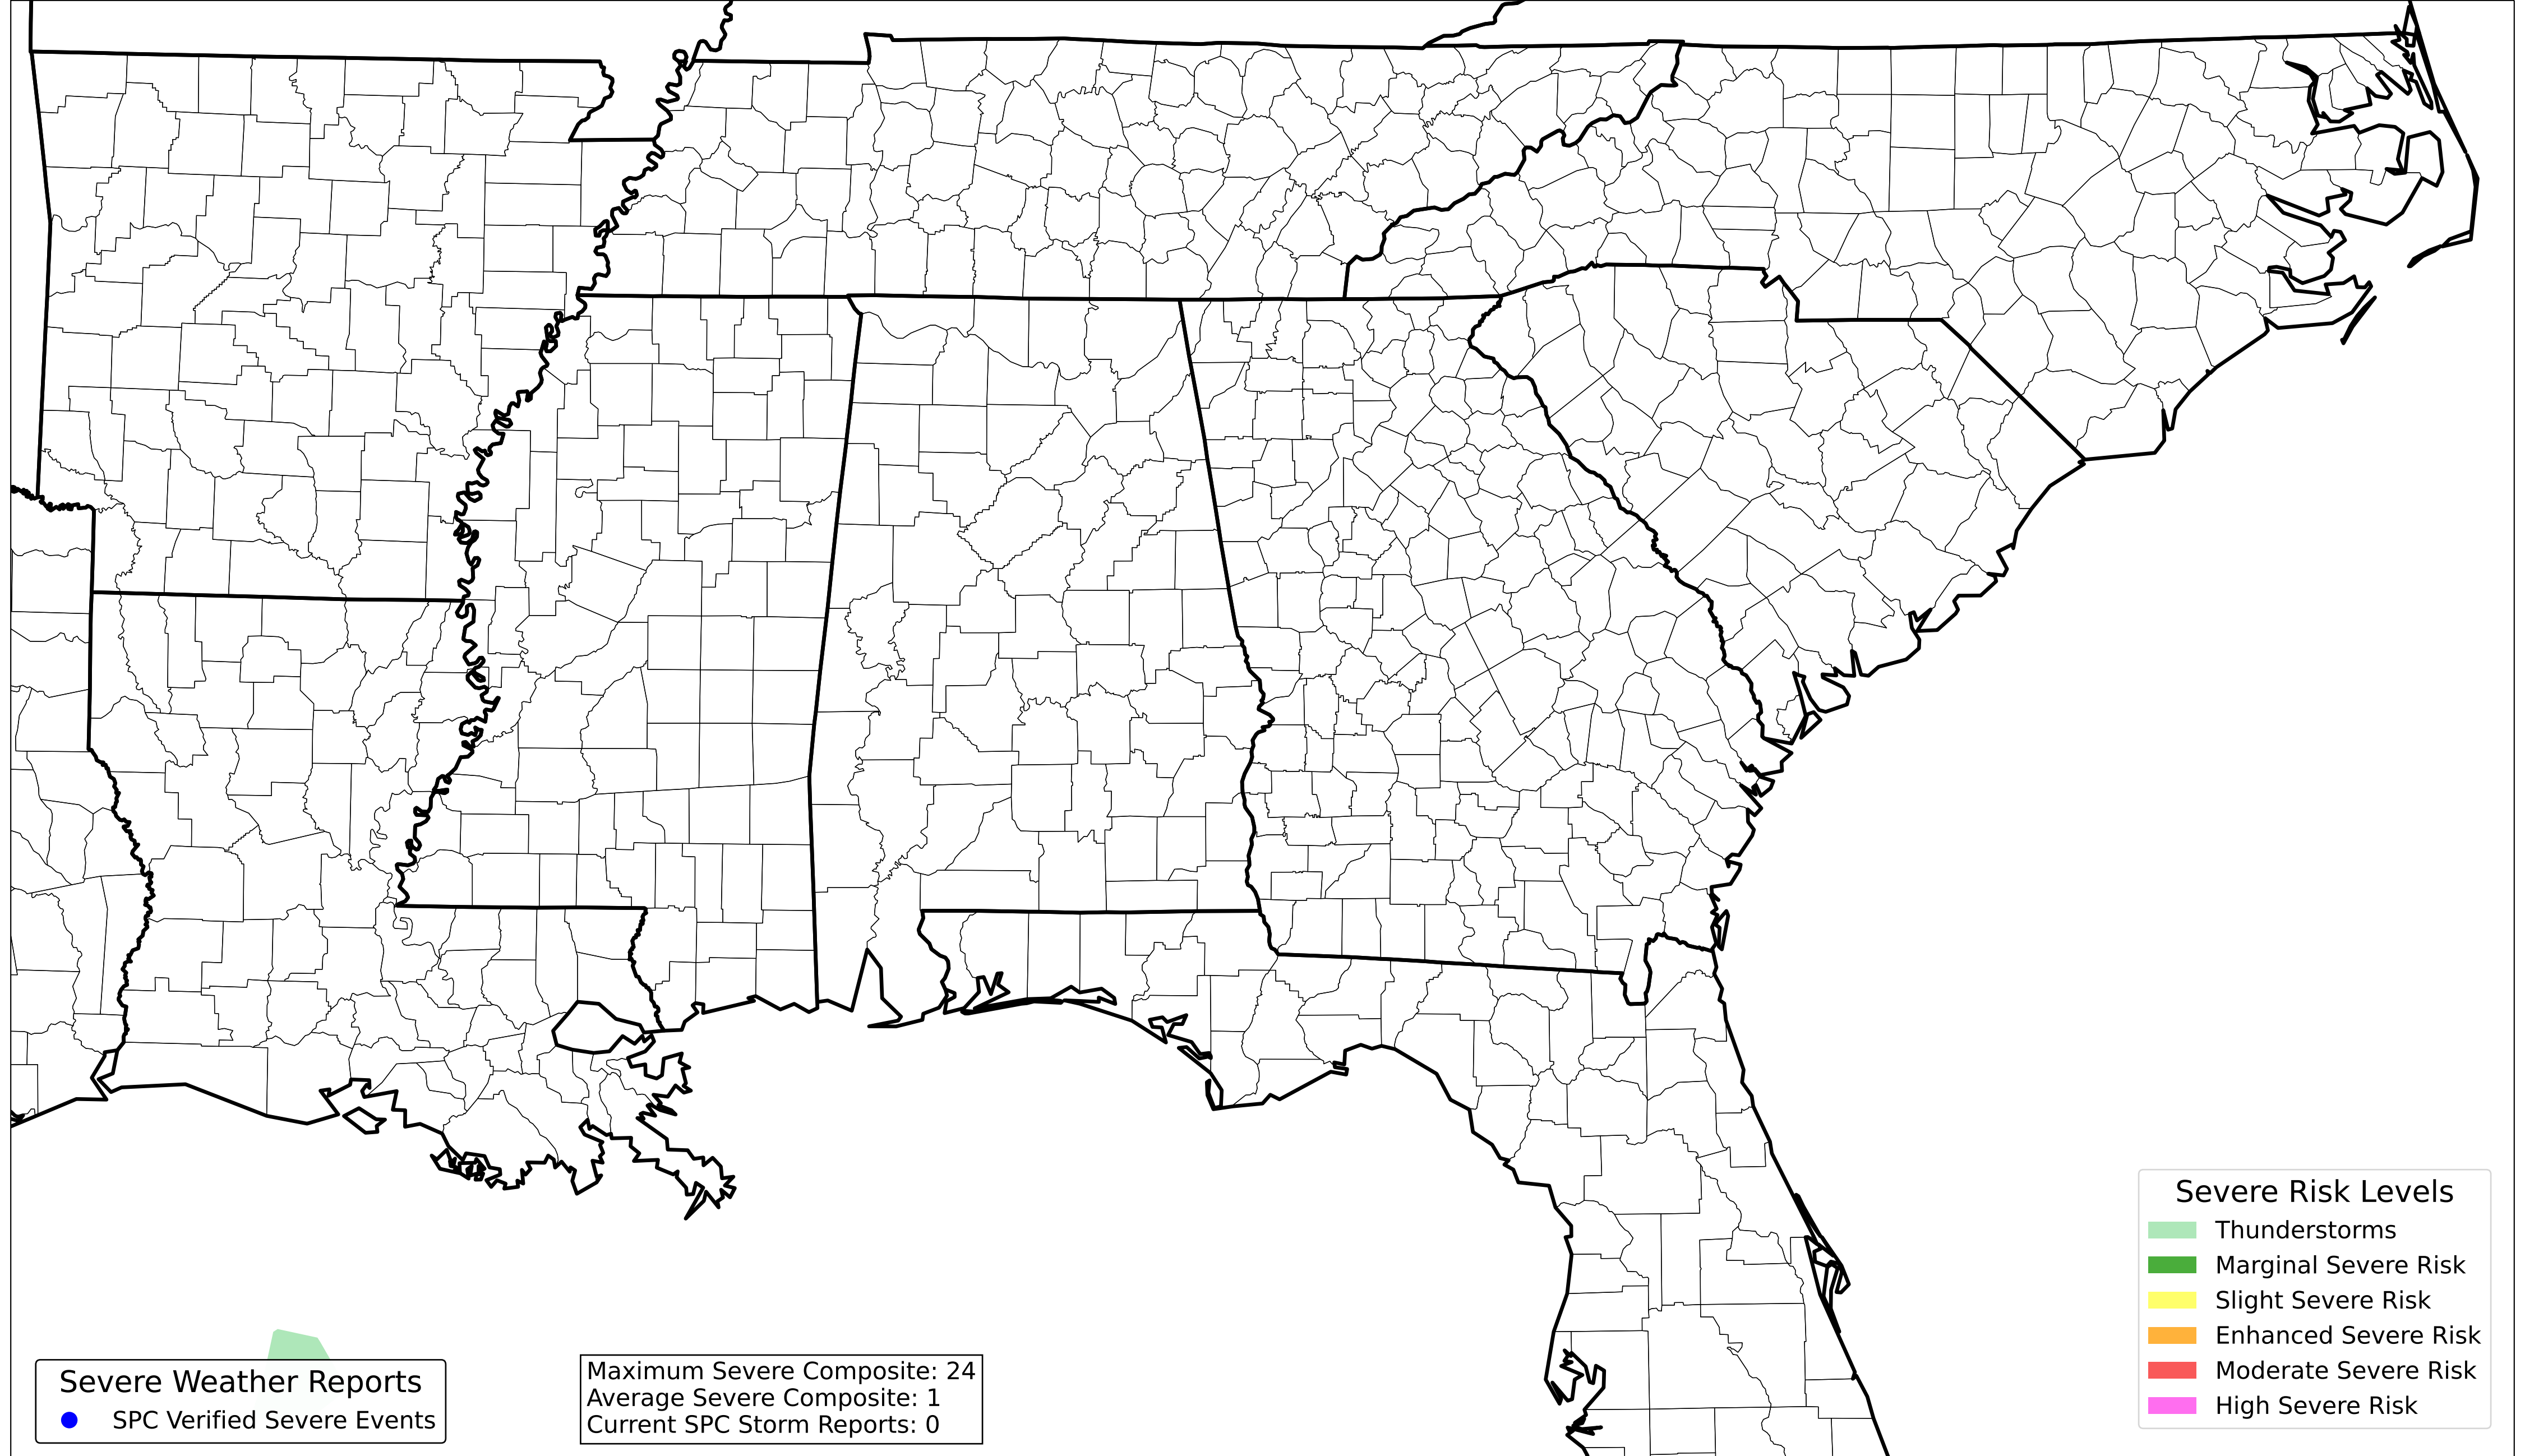 Severe Weather Reports
SPC Verified Severe Events
Maximum Severe Composite: 24
Average Severe Composite: 1
Current SPC Storm Reports: 0
Severe Risk Levels
Thunderstorms
Marginal Severe Risk
Slight Severe Risk
Enhanced Severe Risk
Moderate Severe Risk
High Severe Risk